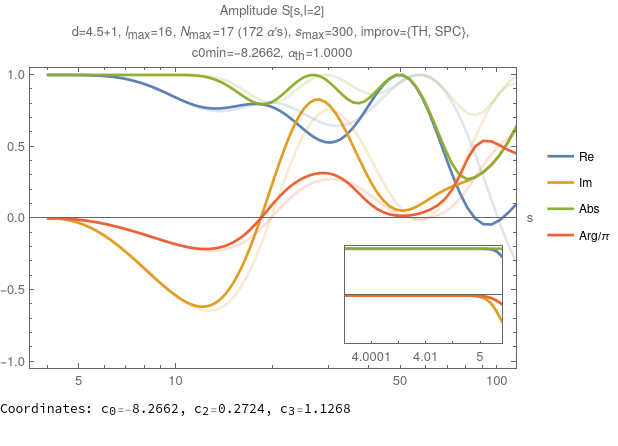 Amplitude S[s,l=2]
d=4.5+1, lmax=16, Nmax=17 (172 α's), smax=300, improv={TH, SPC},
c0min=-8.2662, αth=1.0000
1.0
0.5
0.0
-0.5
-1.0
5
10
50
100
s
4.0001
4.01
5
Re
Im
Abs
Arg/π
Coordinates: c0=-8.2662, c2=0.2724, c3=1.1268